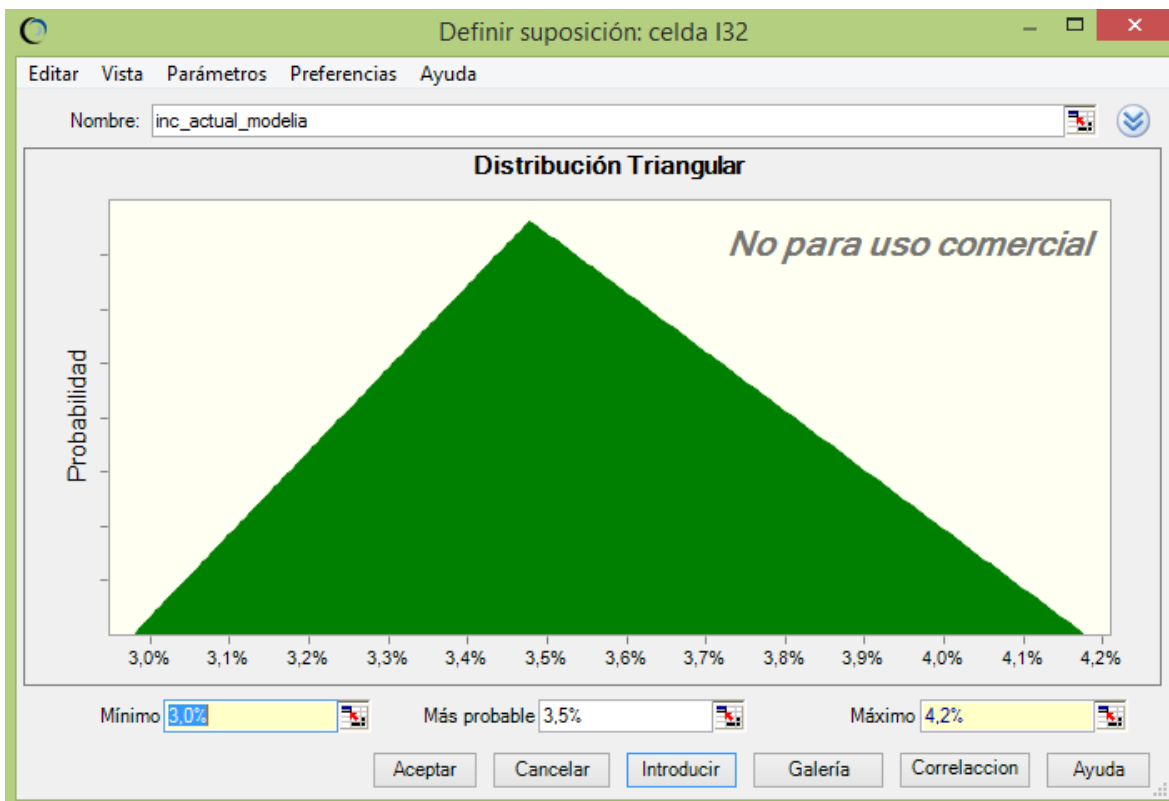 Definir suposición: celda I32
Editar Vista Parámetros Preferencias Ayuda
Nombre: inc_actual_modelia
Distribución Triangular
No para uso comercial
Probabilidad
3,0% 3,1% 3,2% 3,3% 3,4% 3,5% 3,6% 3,7% 3,8% 3,9% 4,0% 4,1% 4,2%
Mínimo 3,0% Más probable 3,5% Máximo 4,2%
Aceptar Cancelar Introducir Galería Correlaccion Ayuda